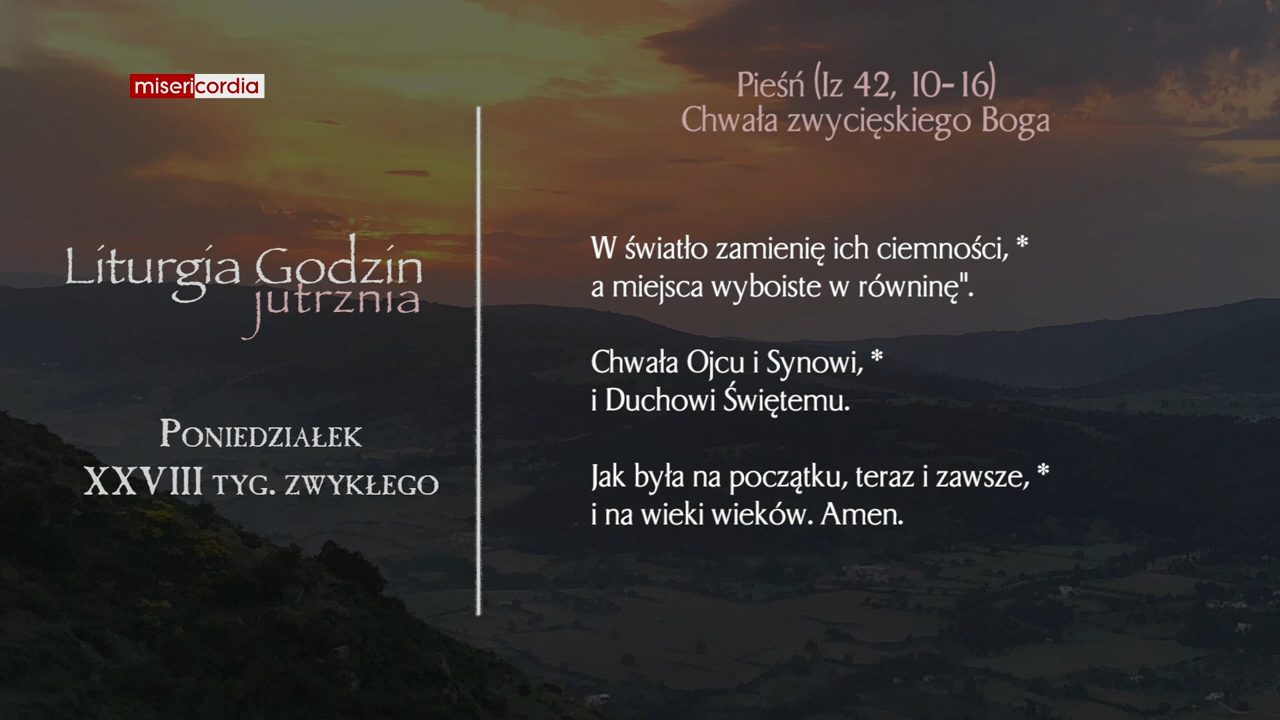 misericordia
Liturgia Godzin
jutrznia
Poniedziałek
XXVIII tyg. zwykłego
Pieśń (Iz 42, 10-16)
Chwała zwycięskiego Boga
W światło zamienię ich ciemności, *
a miejsca wyboiste w równinę".
Chwała Ojcu i Synowi, *
i Duchowi Świętemu.
Jak była na początku, teraz i zawsze, *
i na wieki wieków. Amen.